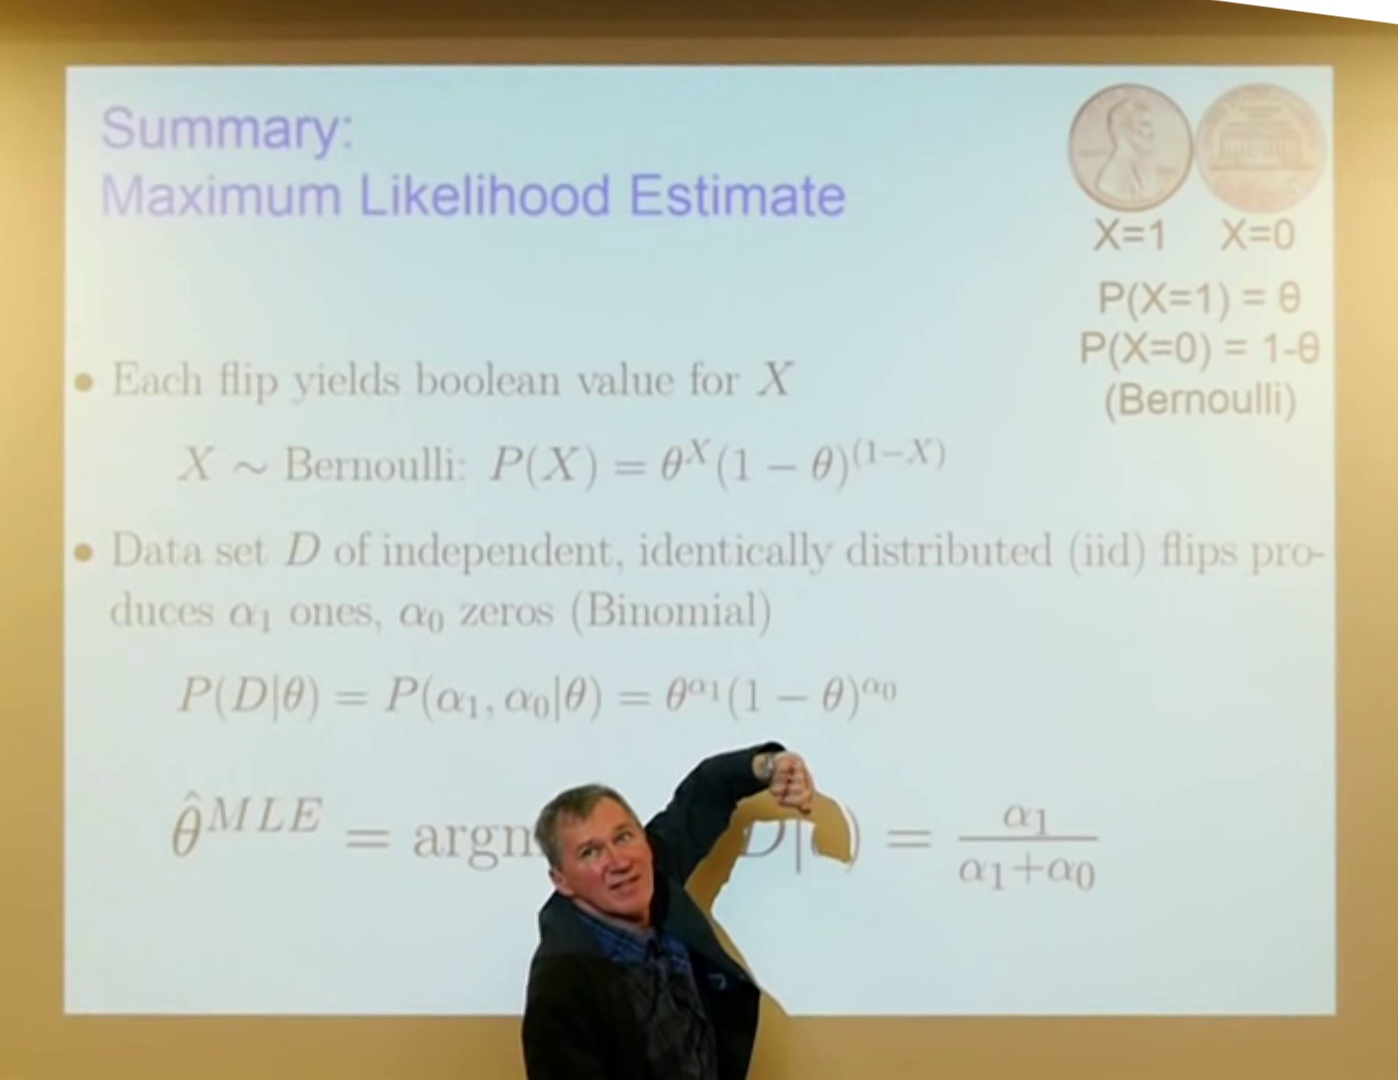 Summary:
Maximum Likelihood Estimate
X=1 X=0
P(X=1) = θ
P(X=0) = 1-θ
(Bernoulli)
• Each flip yields boolean value for X
X ∼ Bernoulli: P(X) = θ^X(1 − θ)^(1−X)
• Data set D of independent, identically distributed (iid) flips pro-
duces α₁ ones, α₀ zeros (Binomial)
P(D|θ) = P(α₁, α₀|θ) = θ^α₁(1 − θ)^α₀
θ̂^MLE = D| ) = α₁/(α₁+α₀)